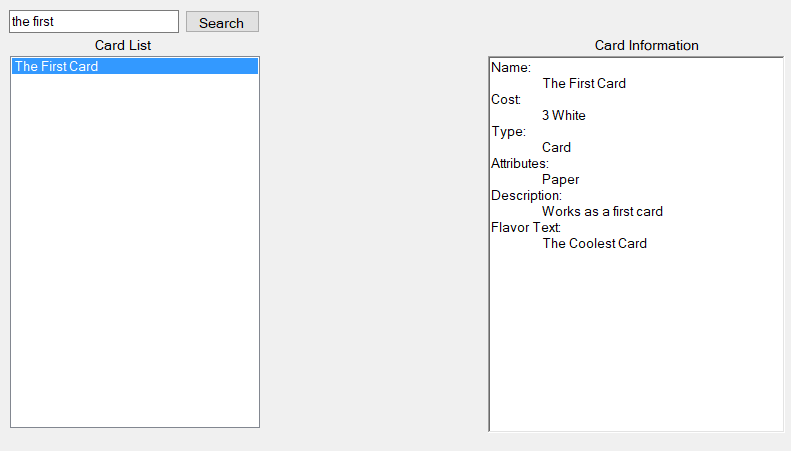 the first
Search
Card List
The First Card
Card Information
Name:
The First Card
Cost:
3 White
Type:
Card
Attributes:
Paper
Description:
Works as a first card
Flavor Text:
The Coolest Card